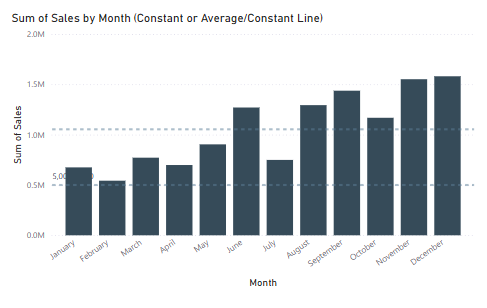 Sum of Sales by Month (Constant or Average/Constant Line)
2.0M
1.5M
1.0M
0.5M
0.0M
Sum of Sales
January
February
March
April
May
June
July
August
September
October
November
December
Month